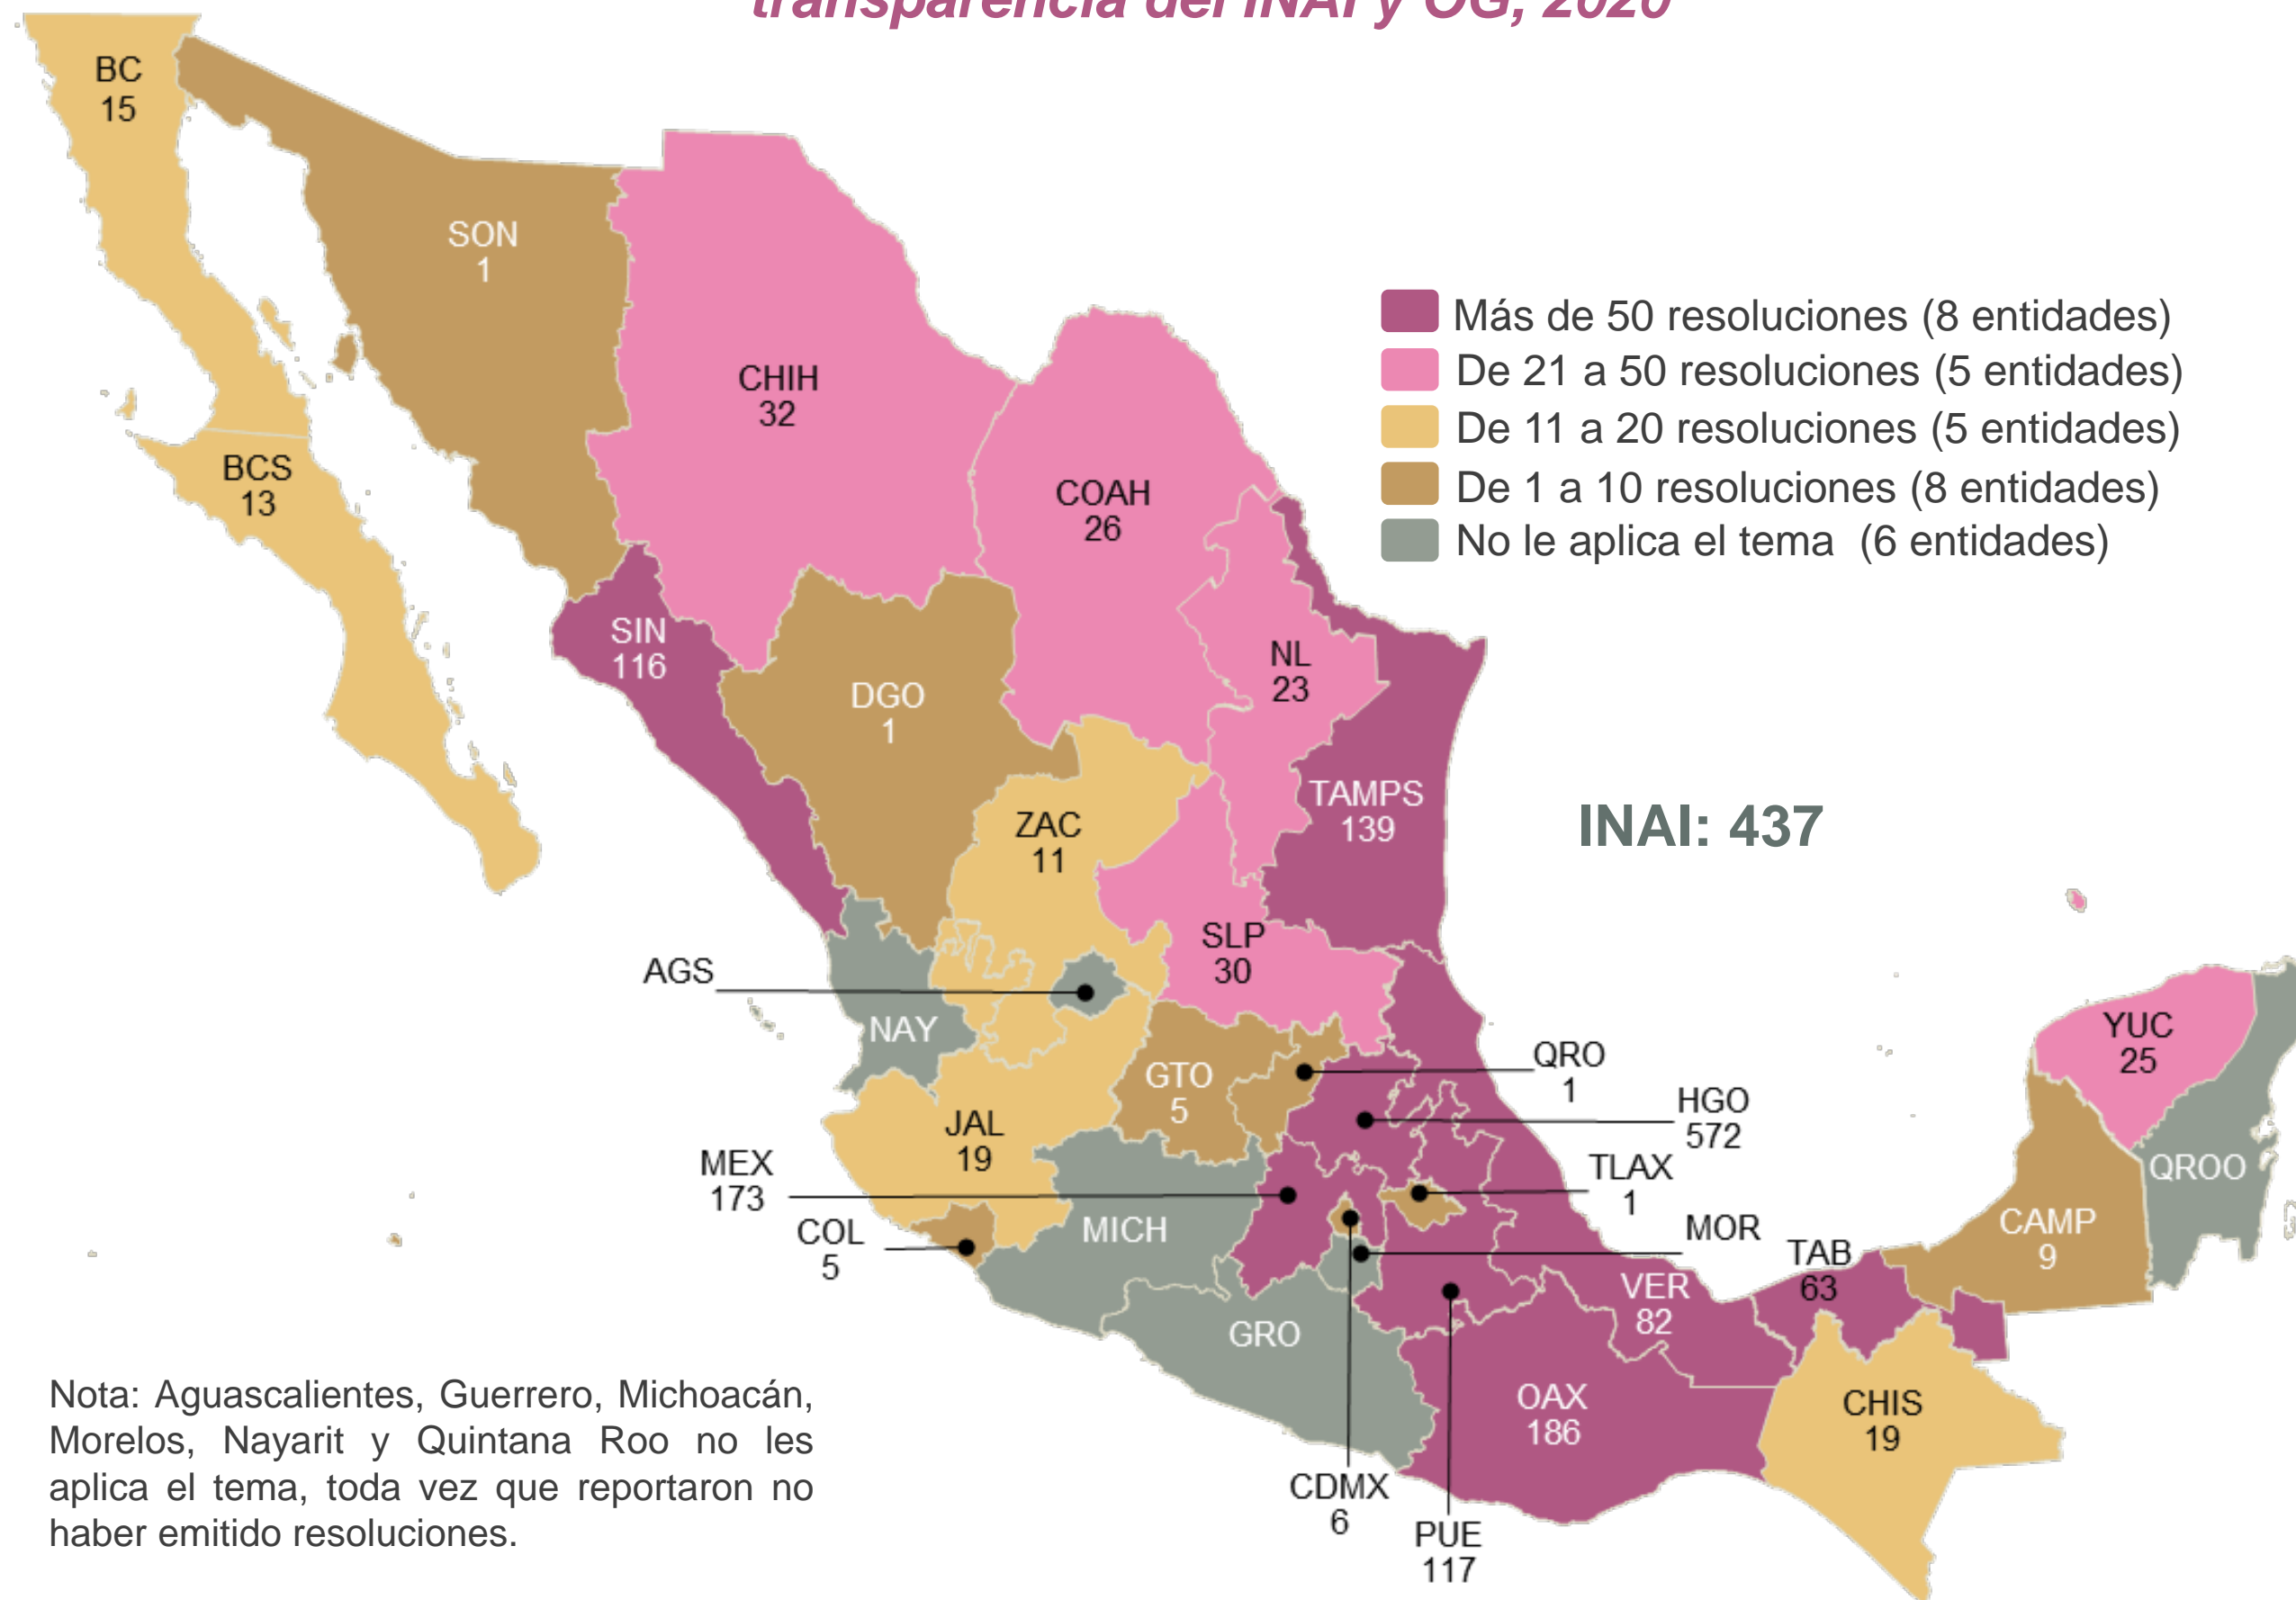 transparencia del INAI y OG, 2020
BC
15
SON
1
CHIH
32
BCS
13
COAH
26
Más de 50 resoluciones (8 entidades)
De 21 a 50 resoluciones (5 entidades)
De 11 a 20 resoluciones (5 entidades)
De 1 a 10 resoluciones (8 entidades)
No le aplica el tema (6 entidades)
SIN
116
DGO
1
NL
23
TAMPS
139
ZAC
11
INAI: 437
SLP
30
AGS
NAY
YUC
25
QRO
1
GTO
5
HGO
572
JAL
19
MEX
173
TLAX
1
QROO
COL
5
MICH
MOR
CAMP
9
TAB
63
VER
82
GRO
OAX
186
CHIS
19
CDMX
6
PUE
117
Nota: Aguascalientes, Guerrero, Michoacán,
Morelos, Nayarit y Quintana Roo no les
aplica el tema, toda vez que reportaron no
haber emitido resoluciones.